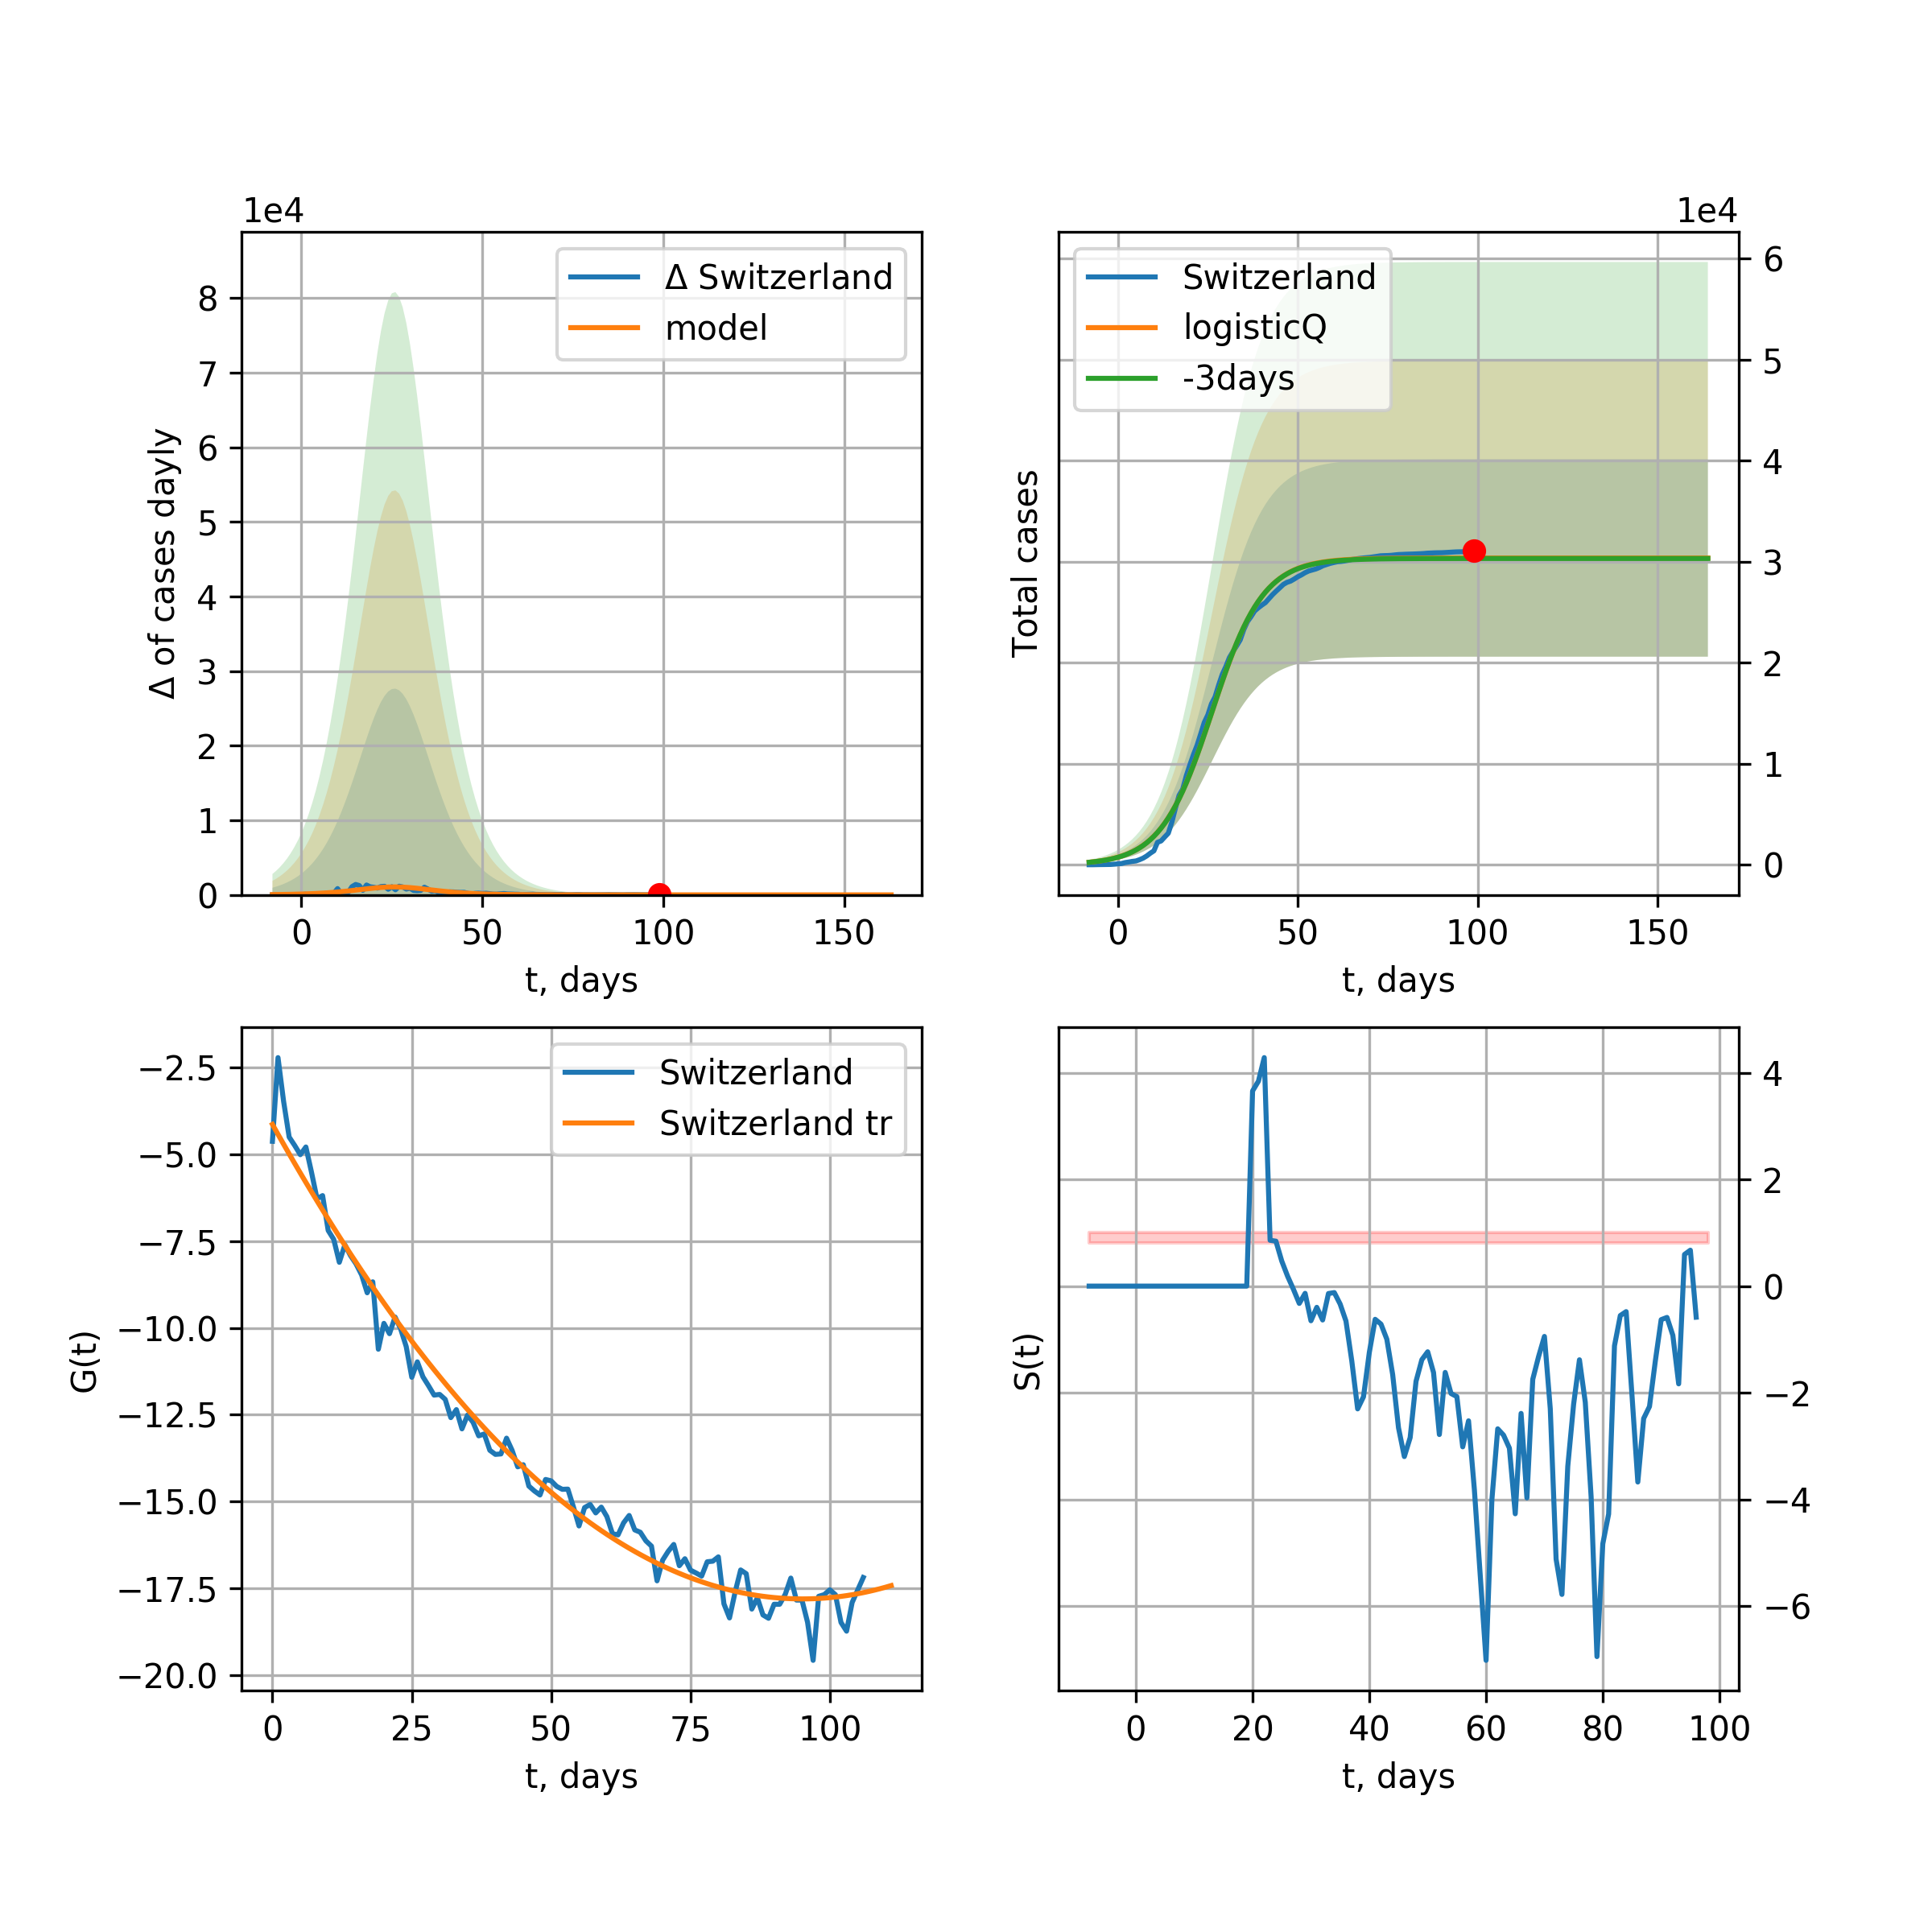 1e4
Δ of cases dayly
8
7
6
5
4
3
2
1
0
Δ Switzerland
model
0 50 100 150
t, days
1e4
Total cases
Switzerland
logisticQ
-3days
6
5
4
3
2
1
0
0 50 100 150
t, days
G(t)
−2.5
−5.0
−7.5
−10.0
−12.5
−15.0
−17.5
−20.0
Switzerland
Switzerland tr
0 25 50 75 100
t, days
S(t)
4
2
0
−2
−4
−6
0 20 40 60 80 100
t, days